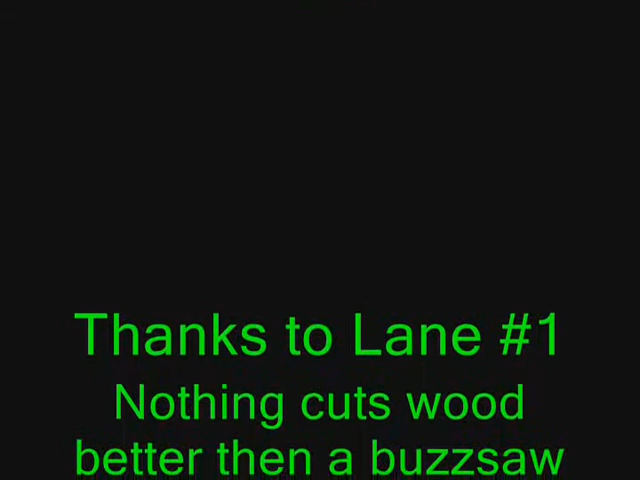 Thanks to Lane #1
Nothing cuts wood
better then a buzzsaw